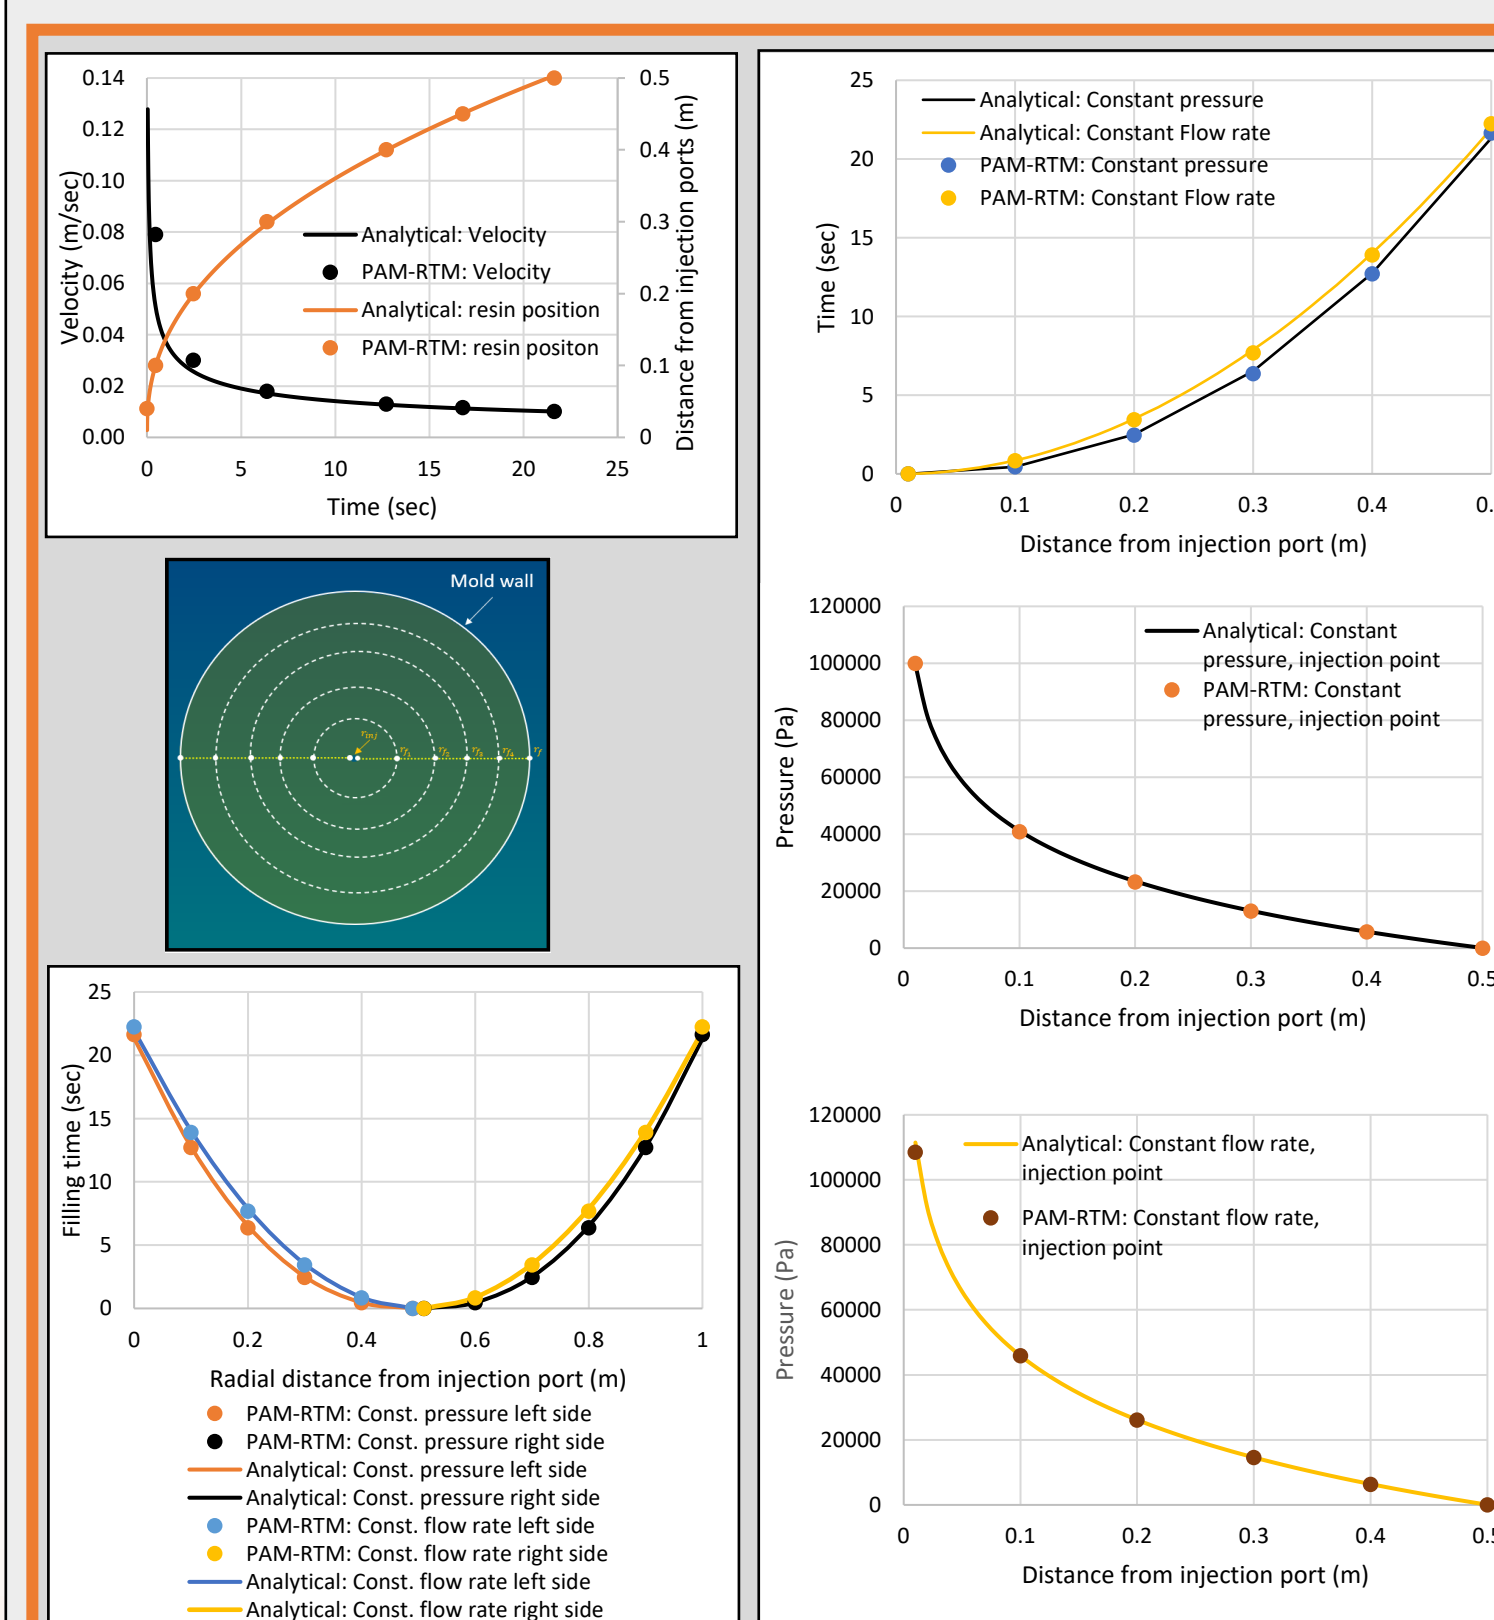 0.14
0.12
0.10
0.08
0.06
0.04
0.02
0.00
Velocity (m/sec)
0.5
0.4
0.3
0.2
0.1
0
Distance from injection ports (m)
Analytical: Velocity
PAM-RTM: Velocity
Analytical: resin position
PAM-RTM: resin positon
0 5 10 15 20 25
Time (sec)
Mold wall
r_inj
r_f1 r_f2 r_f3 r_f4 r_f
25
20
15
10
5
0
Filling time (sec)
0 0.2 0.4 0.6 0.8 1
Radial distance from injection port (m)
PAM-RTM: Const. pressure left side
PAM-RTM: Const. pressure right side
Analytical: Const. pressure left side
Analytical: Const. pressure right side
PAM-RTM: Const. flow rate left side
PAM-RTM: Const. flow rate right side
Analytical: Const. flow rate left side
Analytical: Const. flow rate right side
25
20
15
10
5
0
Time (sec)
Analytical: Constant pressure
Analytical: Constant Flow rate
PAM-RTM: Constant pressure
PAM-RTM: Constant Flow rate
0 0.1 0.2 0.3 0.4 0.
Distance from injection port (m)
120000
100000
80000
60000
40000
20000
0
Pressure (Pa)
Analytical: Constant
pressure, injection point
PAM-RTM: Constant
pressure, injection point
0 0.1 0.2 0.3 0.4 0.5
Distance from injection port (m)
120000
100000
80000
60000
40000
20000
0
Pressure (Pa)
Analytical: Constant flow rate,
injection point
PAM-RTM: Constant flow rate,
injection point
0 0.1 0.2 0.3 0.4 0.5
Distance from injection port (m)